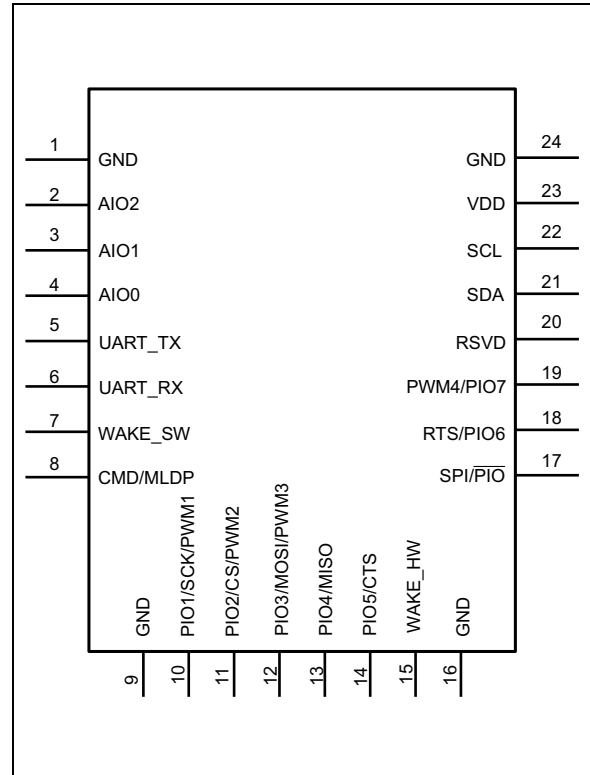 1 GND
2 AIO2
3 AIO1
4 AIO0
5 UART_TX
6 UART_RX
7 WAKE_SW
8 CMD/MLDP
GND 24
VDD 23
SCL 22
SDA 21
RSVD 20
PWM4/PIO7 19
RTS/PIO6 18
SPI/P̅I̅O̅ 17
GND 9
PIO1/SCK/PWM1 10
PIO2/CS/PWM2 11
PIO3/MOSI/PWM3 12
PIO4/MISO 13
PIO5/CTS 14
WAKE_HW 15
GND 16